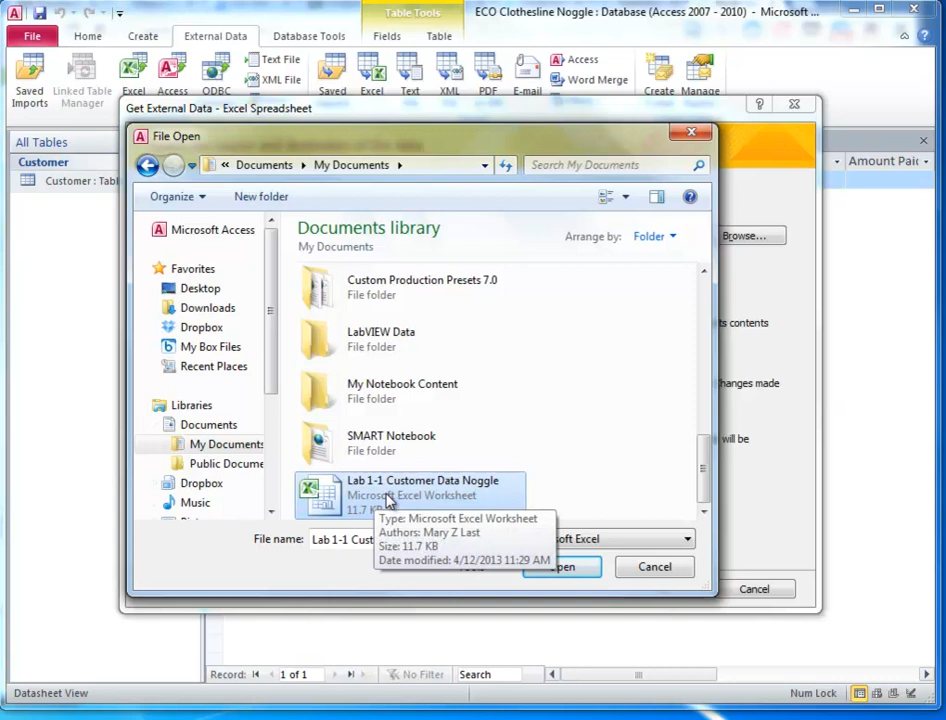 Table Tools
ECO Clothesline Noggle : Database (Access 2007 - 2010) - Microsoft ...
File Home Create External Data Database Tools Fields Table
Saved Imports
Linked Table Manager
Excel Access ODBC
Text File
XML File
Saved Excel Text XML PDF E-mail
Access
Word Merge
Create Manage
Get External Data - Excel Spreadsheet
All Tables
Customer
Customer : Tabl
Amount Paid
File Open
« Documents My Documents
Search My Documents
Organize New folder
Microsoft Access
Favorites
Desktop
Downloads
Dropbox
My Box Files
Recent Places
Libraries
Documents
My Documents
Public Docume
Dropbox
Music
Documents library
My Documents
Arrange by: Folder
Custom Production Presets 7.0
File folder
LabVIEW Data
File folder
My Notebook Content
File folder
SMART Notebook
File folder
Lab 1-1 Customer Data Noggle
Microsoft Excel Worksheet
11.7 KB
Type: Microsoft Excel Worksheet
Authors: Mary Z Last
Size: 11.7 KB
Date modified: 4/12/2013 11:29 AM
File name: Lab 1-1 Cust
soft Excel
Open Cancel
Browse...
ts contents
hanges made
will be
Cancel
Record: 1 of 1 No Filter Search
Datasheet View
Num Lock